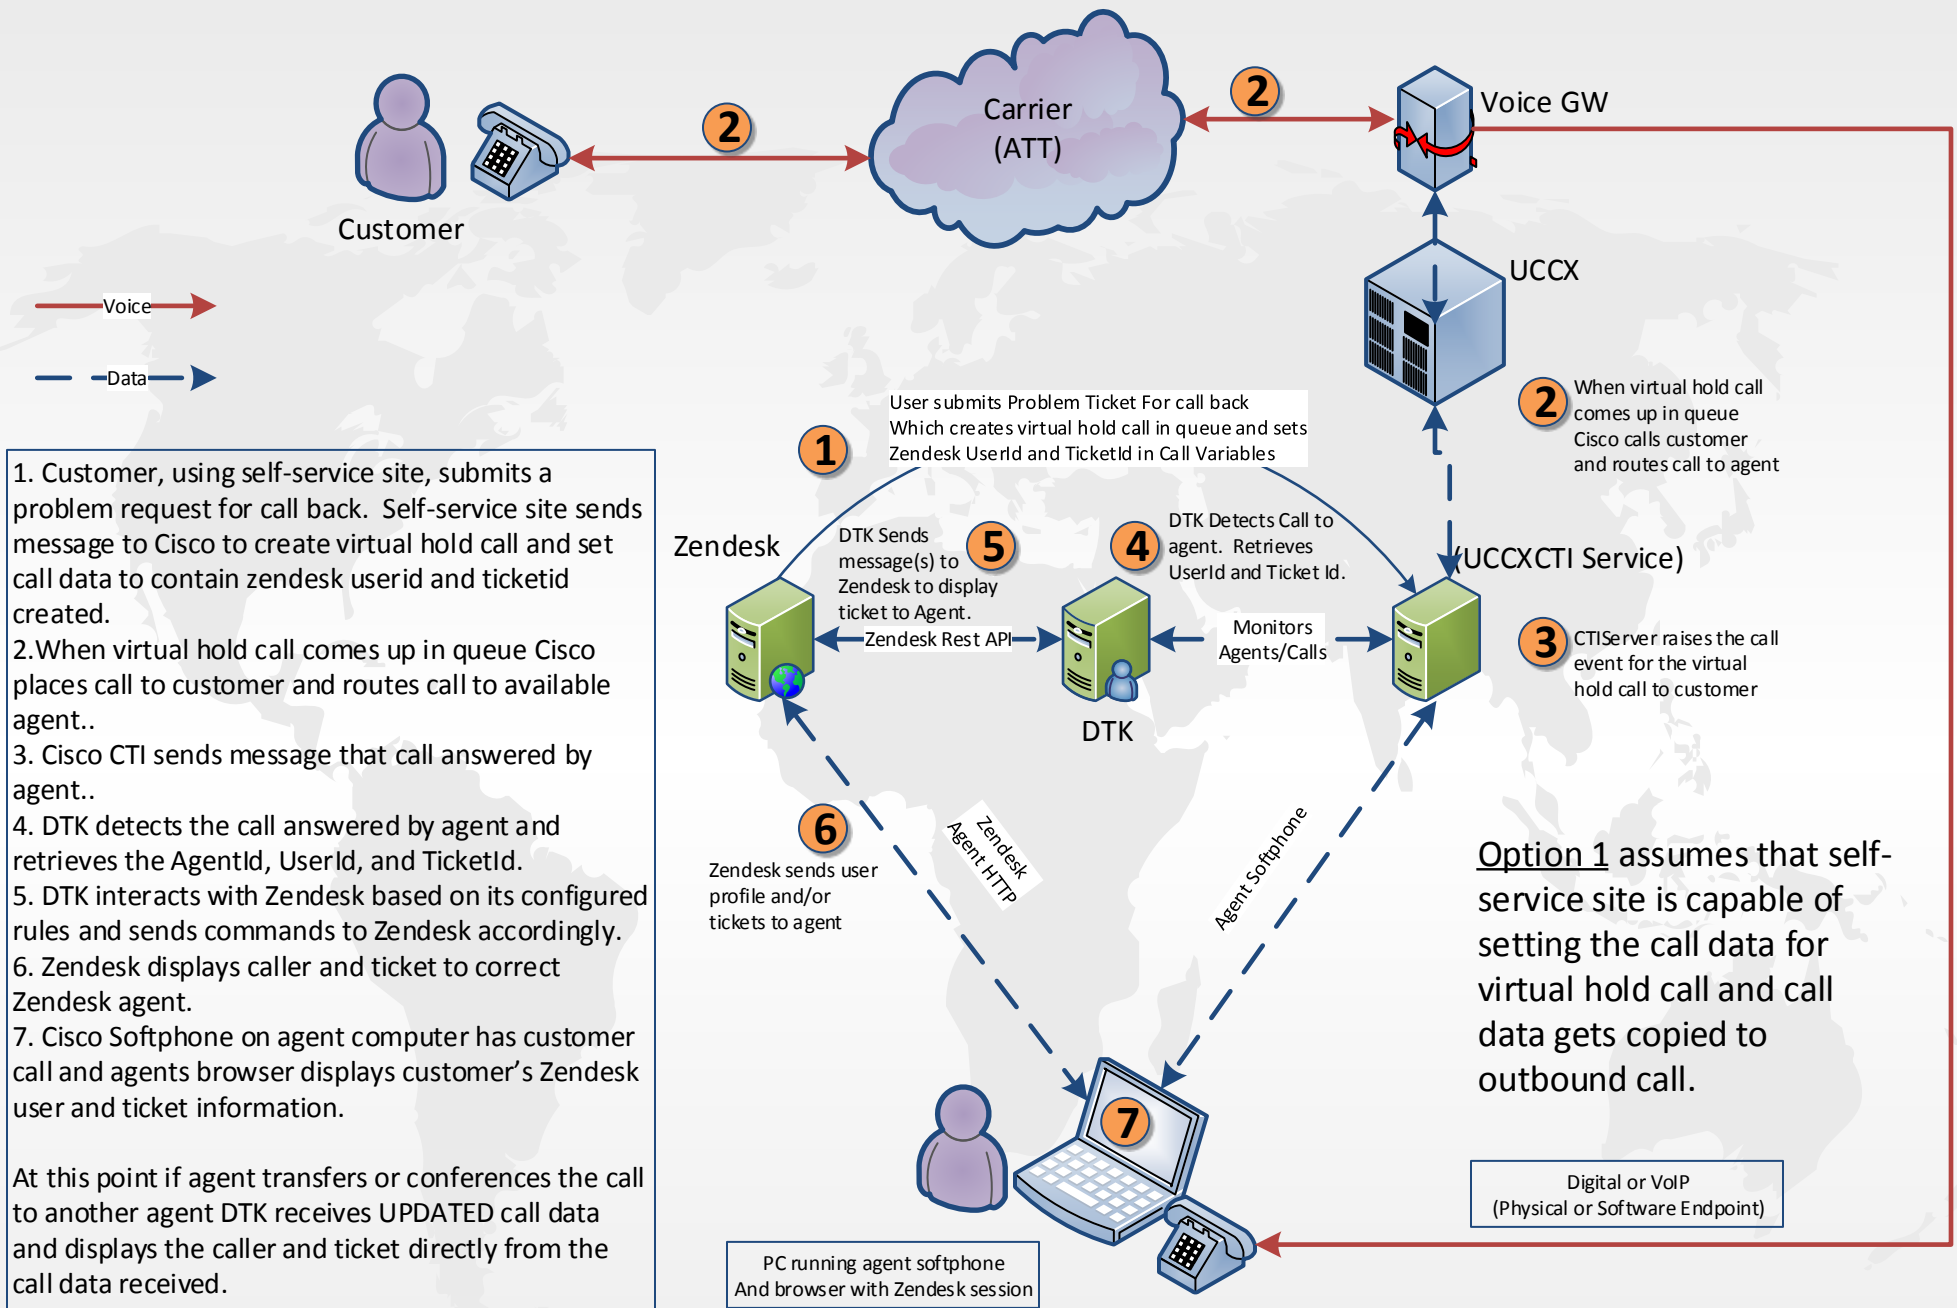 2
2
Carrier
(ATT)
Voice GW
Customer
UCCX
Voice
Data
2
When virtual hold call
comes up in queue
Cisco calls customer
and routes call to agent
User submits Problem Ticket For call back
Which creates virtual hold call in queue and sets
Zendesk UserId and TicketId in Call Variables
1
1. Customer, using self-service site, submits a
problem request for call back.  Self-service site sends
message to Cisco to create virtual hold call and set
call data to contain zendesk userid and ticketid
created.
2.When virtual hold call comes up in queue Cisco
places call to customer and routes call to available
agent..
3. Cisco CTI sends message that call answered by
agent..
4. DTK detects the call answered by agent and
retrieves the AgentId, UserId, and TicketId.
5. DTK interacts with Zendesk based on its configured
rules and sends commands to Zendesk accordingly.
6. Zendesk displays caller and ticket to correct
Zendesk agent.
7. Cisco Softphone on agent computer has customer
call and agents browser displays customer’s Zendesk
user and ticket information.
At this point if agent transfers or conferences the call
to another agent DTK receives UPDATED call data
and displays the caller and ticket directly from the
call data received.
Zendesk
DTK Sends
message(s) to
Zendesk to display
ticket to Agent.
5
4
DTK Detects Call to
agent.  Retrieves
UserId and Ticket Id.
(UCCXCTI Service)
Zendesk Rest API
Monitors
Agents/Calls
3
CTIServer raises the call
event for the virtual
hold call to customer
DTK
6
Zendesk sends user
profile and/or
tickets to agent
Zendesk
Agent HTTP
Agent Softphone
Option 1 assumes that self-
service site is capable of
setting the call data for
virtual hold call and call
data gets copied to
outbound call.
7
Digital or VoIP
(Physical or Software Endpoint)
PC running agent softphone
And browser with Zendesk session